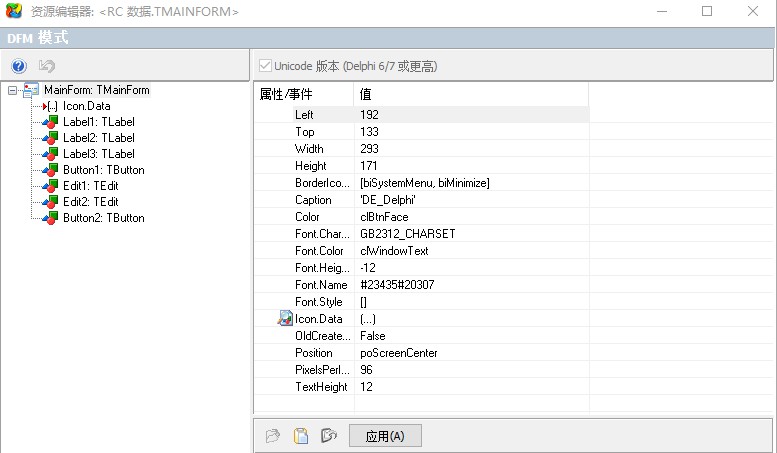 资源编辑器: <RC 数据.TMAINFORM>
DFM 模式
Unicode 版本 (Delphi 6/7 或更高)
MainForm: TMainForm
Icon.Data
Label1: TLabel
Label2: TLabel
Label3: TLabel
Button1: TButton
Edit1: TEdit
Edit2: TEdit
Button2: TButton
属性/事件 值
Left 192
Top 133
Width 293
Height 171
BorderIco... [biSystemMenu, biMinimize]
Caption 'DE_Delphi'
Color clBtnFace
Font.Char... GB2312_CHARSET
Font.Color clWindowText
Font.Heig... -12
Font.Name #23435#20307
Font.Style []
Icon.Data (...)
OldCreate... False
Position poScreenCenter
PixelsPerI... 96
TextHeight 12
应用(A)